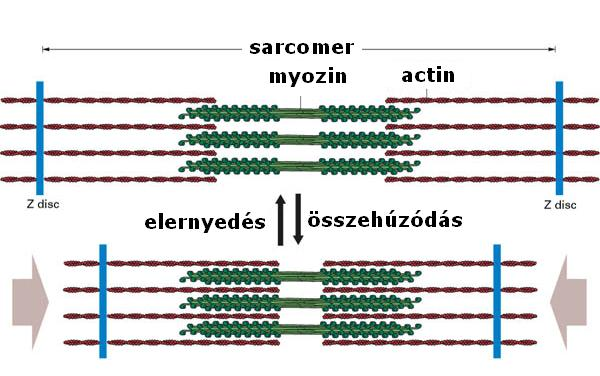 sarcomer
myozin
actin
Z disc
Z disc
elernyedés
összehúzódás